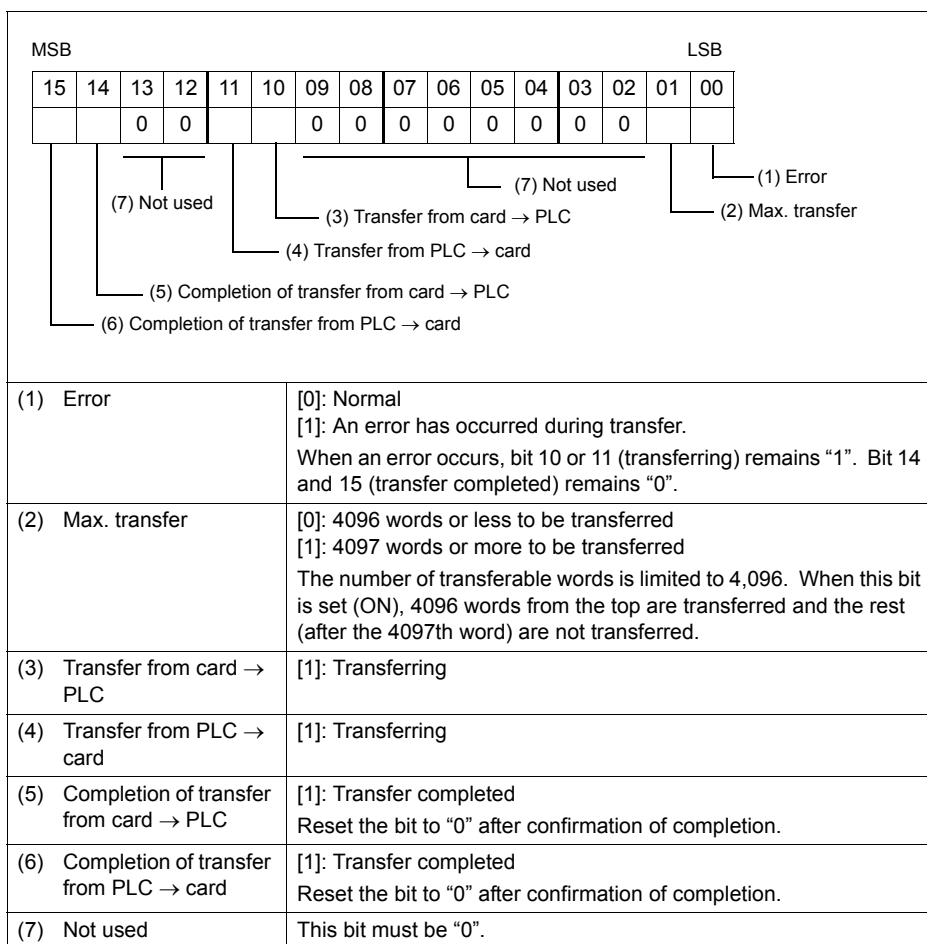 MSB LSB
15 14 13 12 11 10 09 08 07 06 05 04 03 02 01 00
0 0 0 0 0 0 0 0 0 0
(1) Error
(7) Not used
(7) Not used
(2) Max. transfer
(3) Transfer from card → PLC
(4) Transfer from PLC → card
(5) Completion of transfer from card → PLC
(6) Completion of transfer from PLC → card
(1) Error
[0]: Normal
[1]: An error has occurred during transfer.
When an error occurs, bit 10 or 11 (transferring) remains “1”. Bit 14
and 15 (transfer completed) remains “0”.
(2) Max. transfer
[0]: 4096 words or less to be transferred
[1]: 4097 words or more to be transferred
The number of transferable words is limited to 4,096. When this bit
is set (ON), 4096 words from the top are transferred and the rest
(after the 4097th word) are not transferred.
(3) Transfer from card →
PLC
[1]: Transferring
(4) Transfer from PLC →
card
[1]: Transferring
(5) Completion of transfer
from card → PLC
[1]: Transfer completed
Reset the bit to “0” after confirmation of completion.
(6) Completion of transfer
from PLC → card
[1]: Transfer completed
Reset the bit to “0” after confirmation of completion.
(7) Not used
This bit must be “0”.